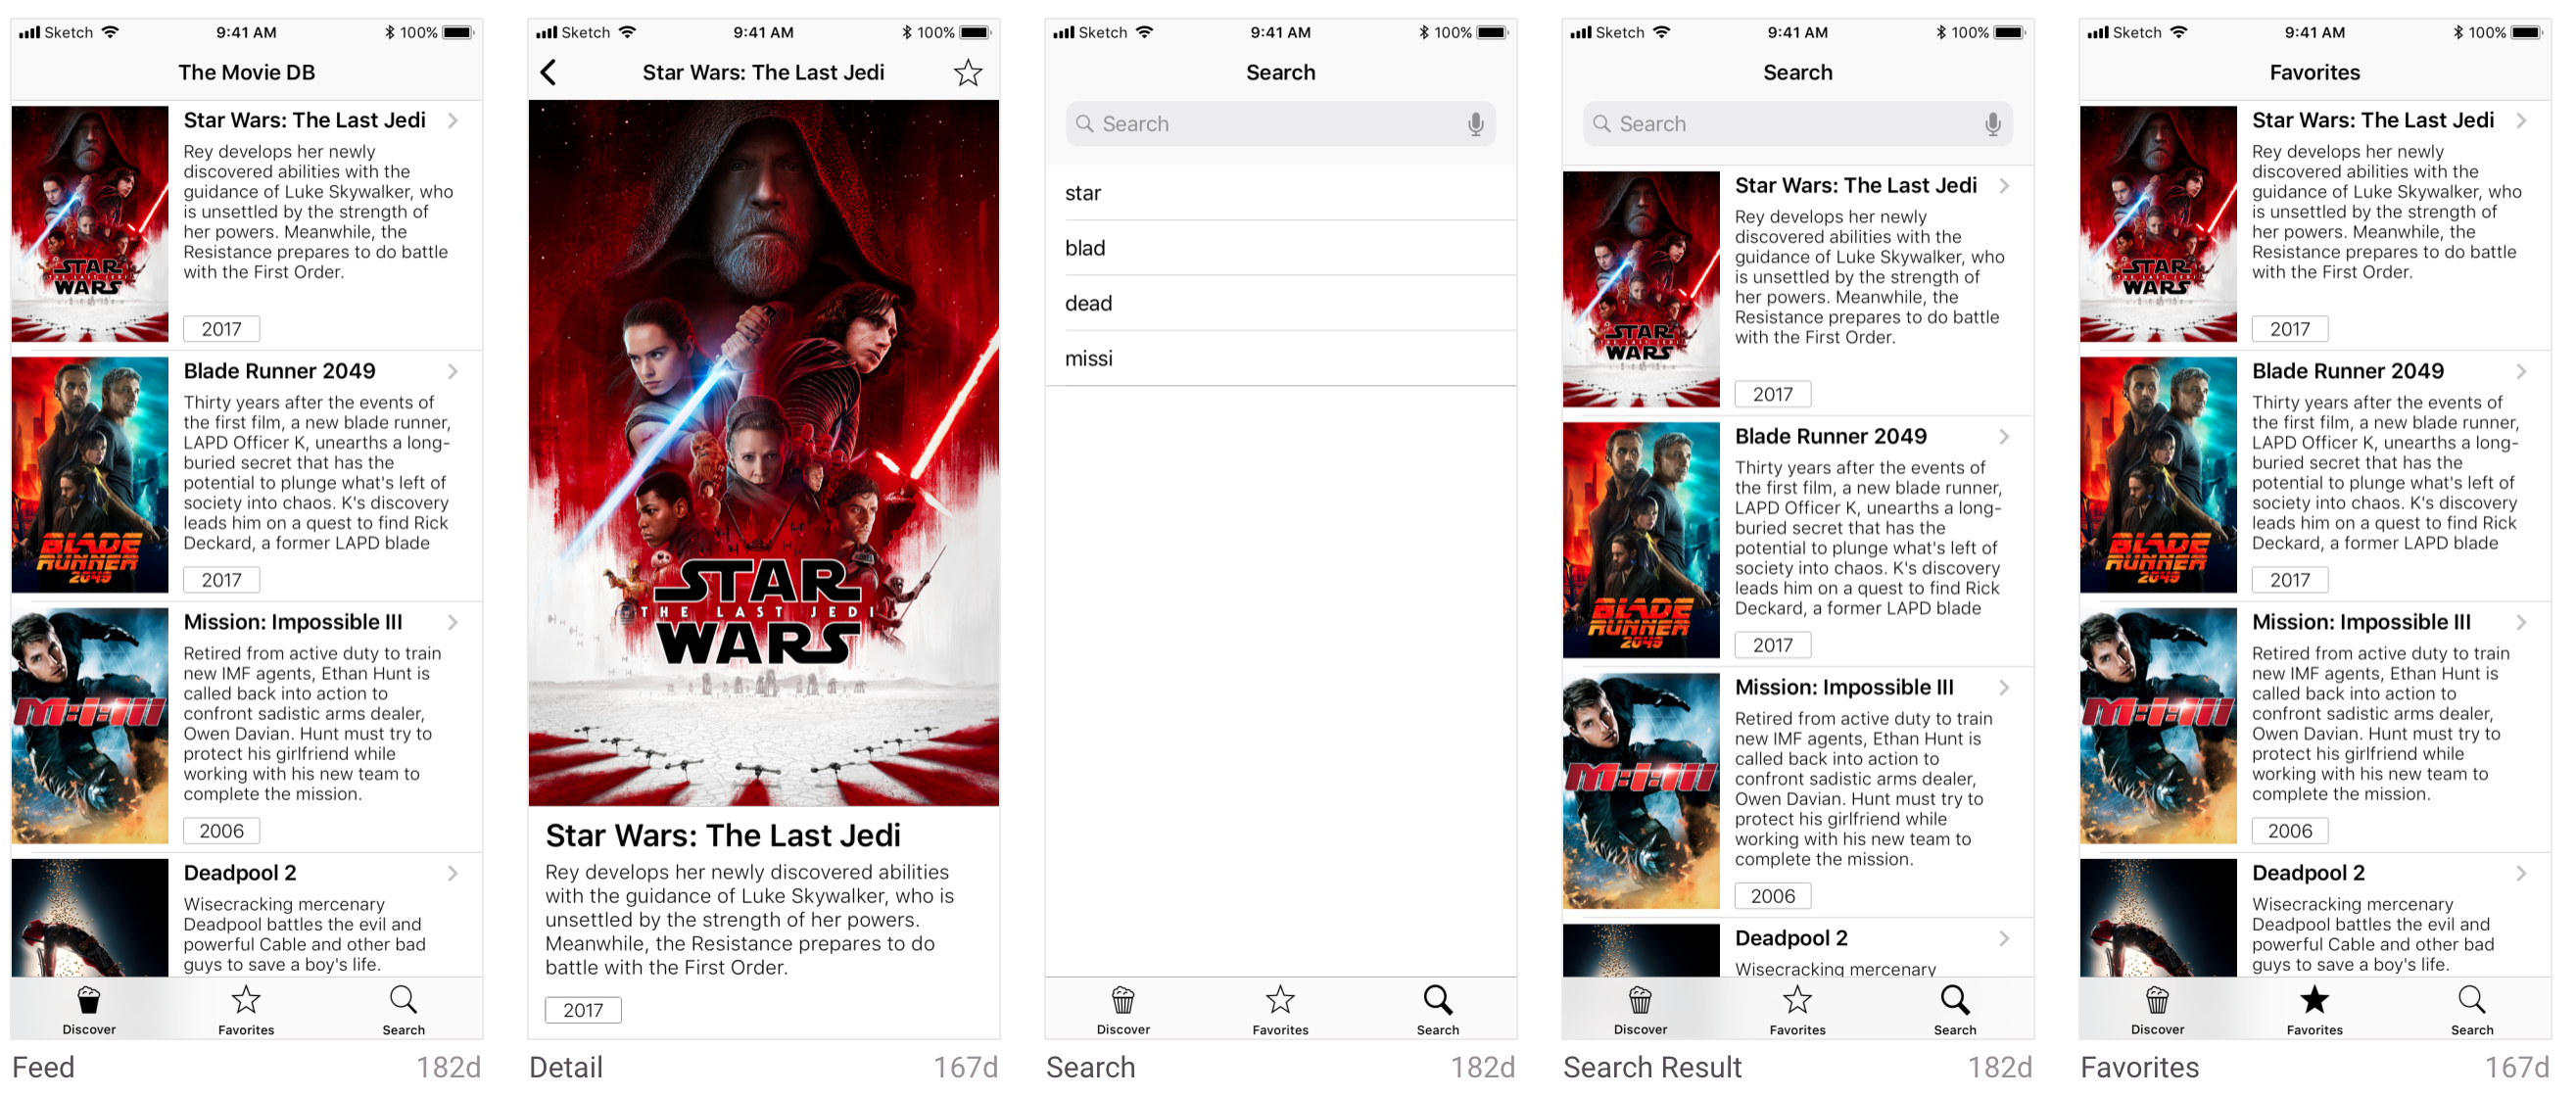 Sketch 9:41 AM 100%
The Movie DB
STAR
WARS
Star Wars: The Last Jedi
Rey develops her newly
discovered abilities with the
guidance of Luke Skywalker, who
is unsettled by the strength of
her powers. Meanwhile, the
Resistance prepares to do battle
with the First Order.
2017
BLADE
RUNNER
2049
Blade Runner 2049
Thirty years after the events of
the first film, a new blade runner,
LAPD Officer K, unearths a long-
buried secret that has the
potential to plunge what's left of
society into chaos. K's discovery
leads him on a quest to find Rick
Deckard, a former LAPD blade
2017
M:I:III
Mission: Impossible III
Retired from active duty to train
new IMF agents, Ethan Hunt is
called back into action to
confront sadistic arms dealer,
Owen Davian. Hunt must try to
protect his girlfriend while
working with his new team to
complete the mission.
2006
Deadpool 2
Wisecracking mercenary
Deadpool battles the evil and
powerful Cable and other bad
guys to save a boy's life.
Discover Favorites Search
Feed 182d
Sketch 9:41 AM 100%
Star Wars: The Last Jedi
STAR
THE LAST JEDI
WARS
Star Wars: The Last Jedi
Rey develops her newly discovered abilities
with the guidance of Luke Skywalker, who is
unsettled by the strength of her powers.
Meanwhile, the Resistance prepares to do
battle with the First Order.
2017
Detail 167d
Sketch 9:41 AM 100%
Search
Search
star
blad
dead
missi
Discover Favorites Search
Search 182d
Sketch 9:41 AM 100%
Search
Search
STAR
WARS
Star Wars: The Last Jedi
Rey develops her newly
discovered abilities with the
guidance of Luke Skywalker, who
is unsettled by the strength of
her powers. Meanwhile, the
Resistance prepares to do battle
with the First Order.
2017
BLADE
RUNNER
2049
Blade Runner 2049
Thirty years after the events of
the first film, a new blade runner,
LAPD Officer K, unearths a long-
buried secret that has the
potential to plunge what's left of
society into chaos. K's discovery
leads him on a quest to find Rick
Deckard, a former LAPD blade
2017
M:I:III
Mission: Impossible III
Retired from active duty to train
new IMF agents, Ethan Hunt is
called back into action to
confront sadistic arms dealer,
Owen Davian. Hunt must try to
protect his girlfriend while
working with his new team to
complete the mission.
2006
Deadpool 2
Wisecracking mercenary
Discover Favorites Search
Search Result 182d
Sketch 9:41 AM 100%
Favorites
STAR
WARS
Star Wars: The Last Jedi
Rey develops her newly
discovered abilities with the
guidance of Luke Skywalker, who
is unsettled by the strength of
her powers. Meanwhile, the
Resistance prepares to do battle
with the First Order.
2017
BLADE
RUNNER
2049
Blade Runner 2049
Thirty years after the events of
the first film, a new blade runner,
LAPD Officer K, unearths a long-
buried secret that has the
potential to plunge what's left of
society into chaos. K's discovery
leads him on a quest to find Rick
Deckard, a former LAPD blade
2017
M:I:III
Mission: Impossible III
Retired from active duty to train
new IMF agents, Ethan Hunt is
called back into action to
confront sadistic arms dealer,
Owen Davian. Hunt must try to
protect his girlfriend while
working with his new team to
complete the mission.
2006
Deadpool 2
Wisecracking mercenary
Deadpool battles the evil and
powerful Cable and other bad
guys to save a boy's life.
Discover Favorites Search
Favorites 167d